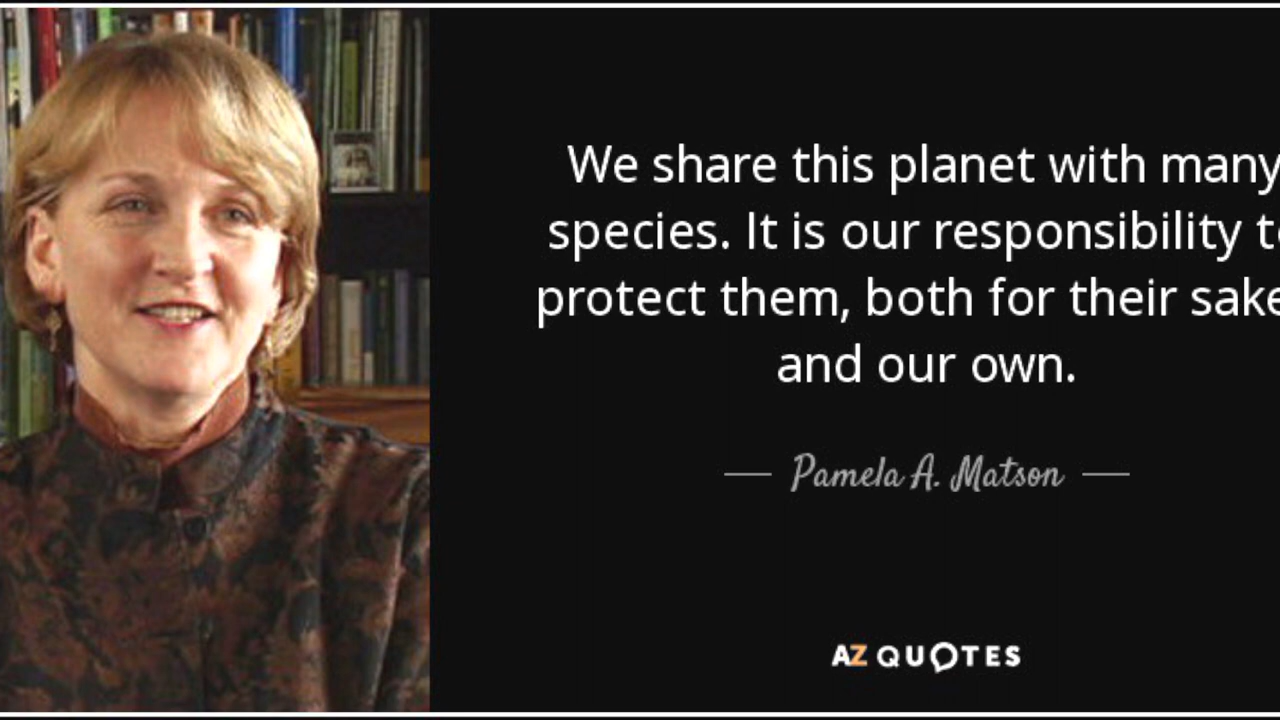 We share this planet with many
species. It is our responsibility
protect them, both for their sake
and our own.
Pamela A. Matson
AZ QUOTES